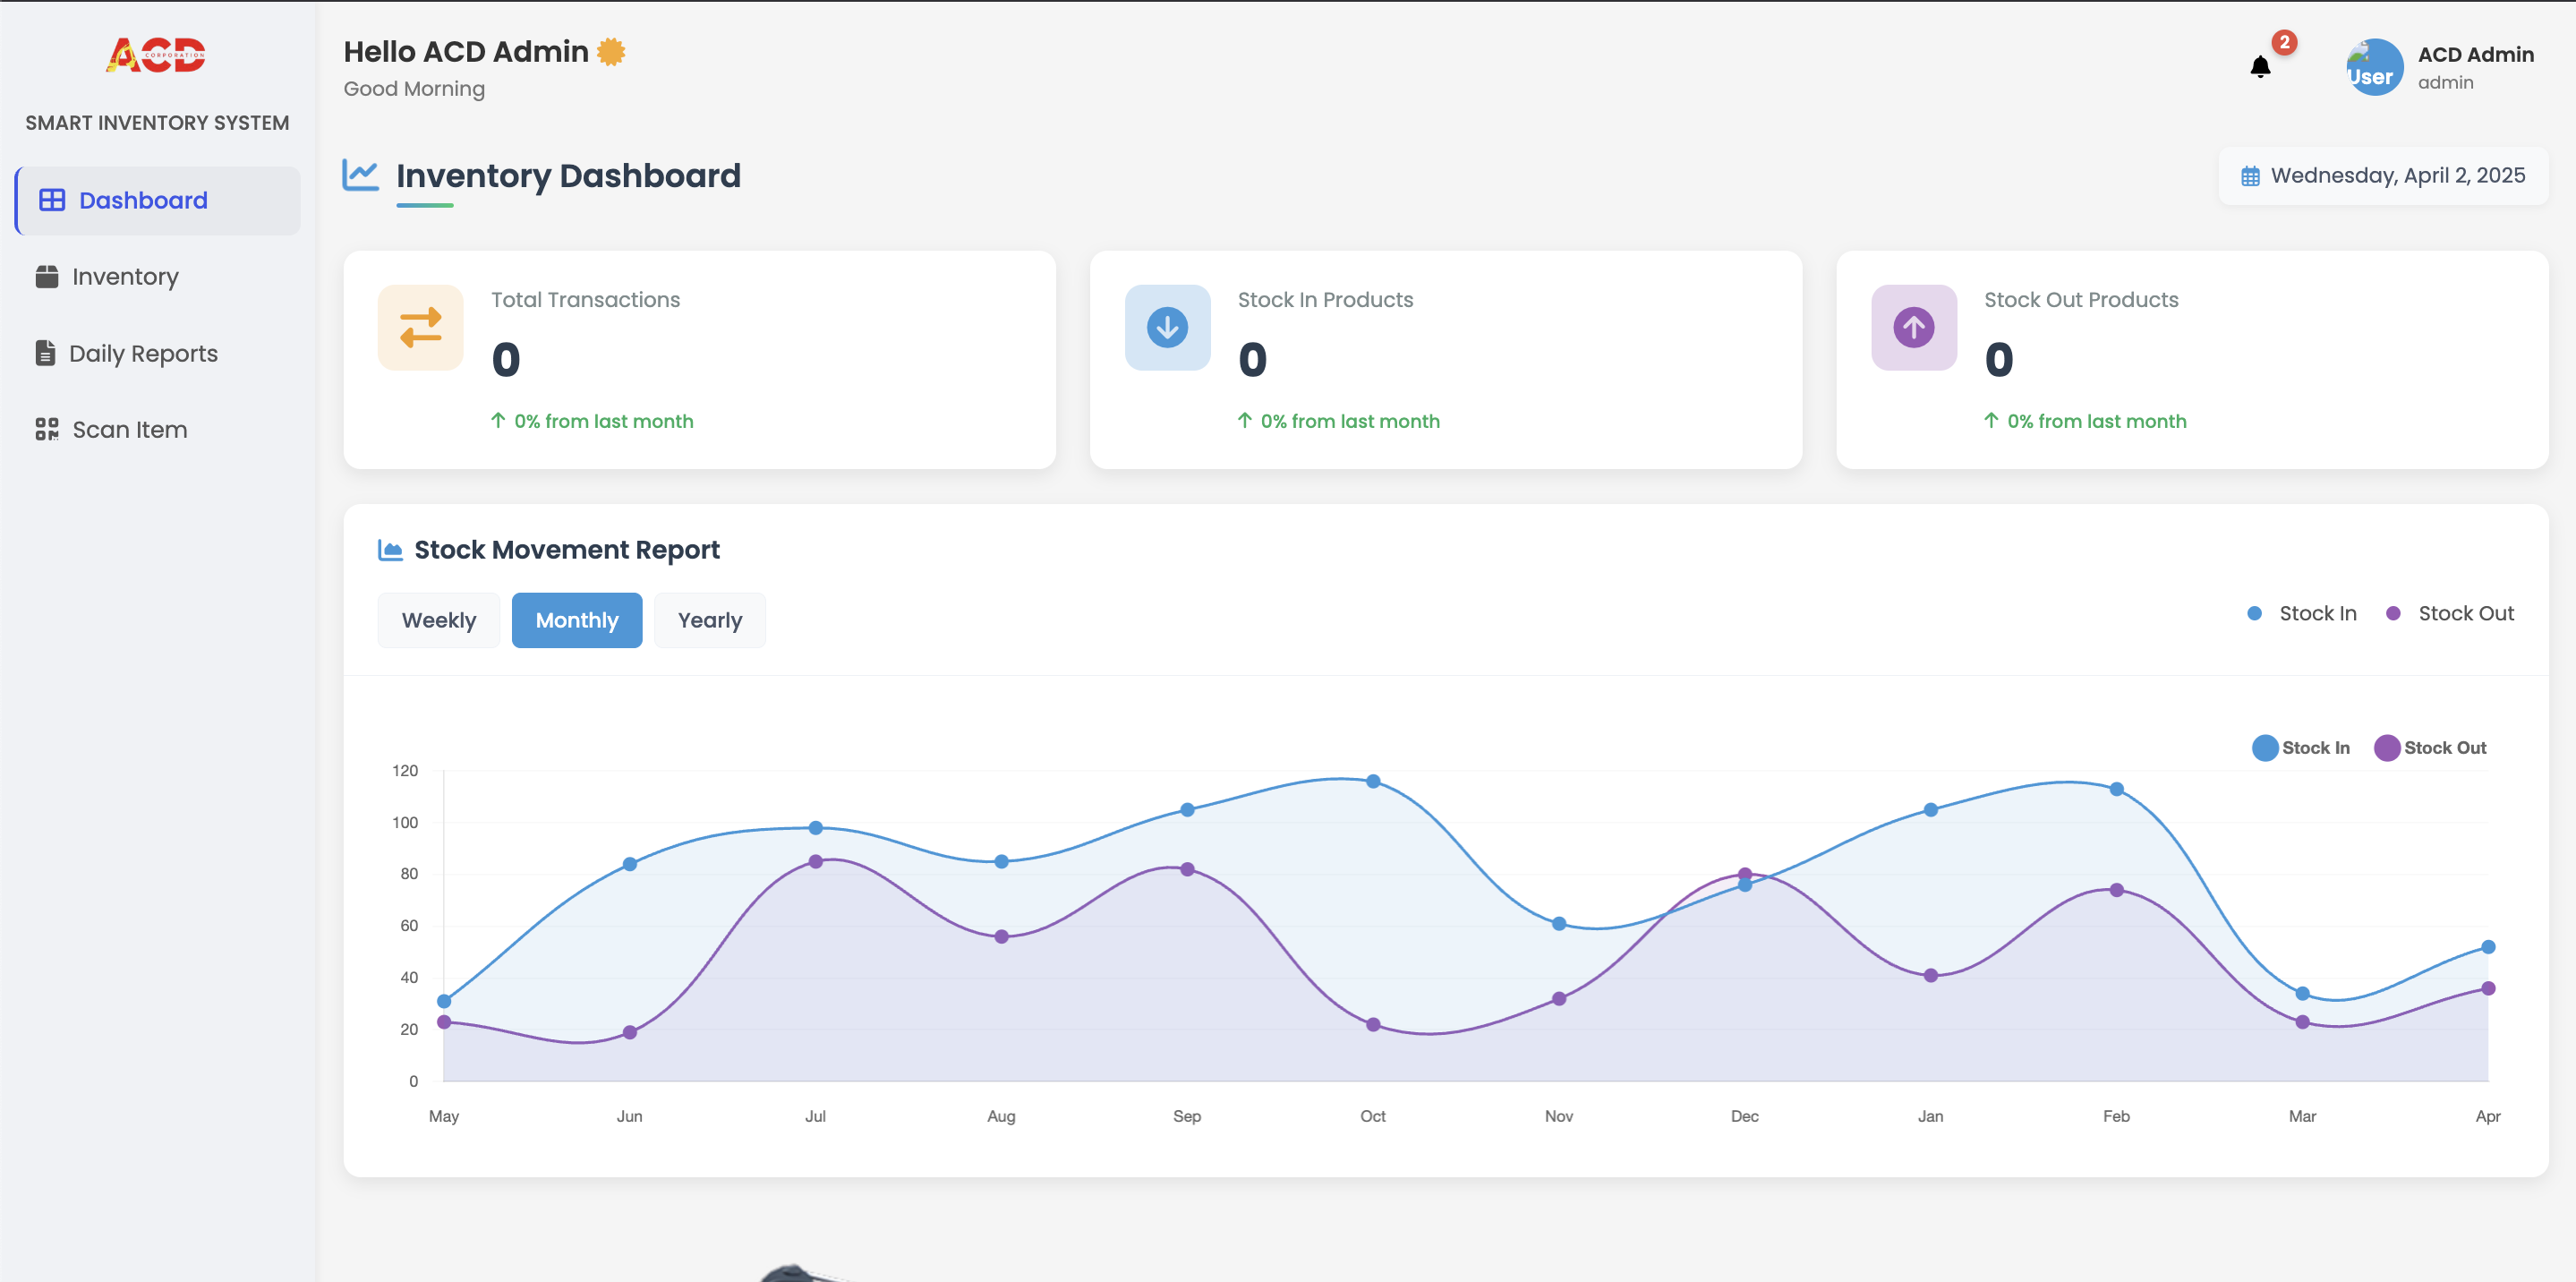 ACD
CORPORATION
SMART INVENTORY SYSTEM
Dashboard
Inventory
Daily Reports
Scan Item
Hello ACD Admin
Good Morning
2
User
ACD Admin
admin
Inventory Dashboard
Wednesday, April 2, 2025
Total Transactions
0
0% from last month
Stock In Products
0
0% from last month
Stock Out Products
0
0% from last month
Stock Movement Report
Weekly
Monthly
Yearly
Stock In
Stock Out
Stock In
Stock Out
120
100
80
60
40
20
0
May
Jun
Jul
Aug
Sep
Oct
Nov
Dec
Jan
Feb
Mar
Apr